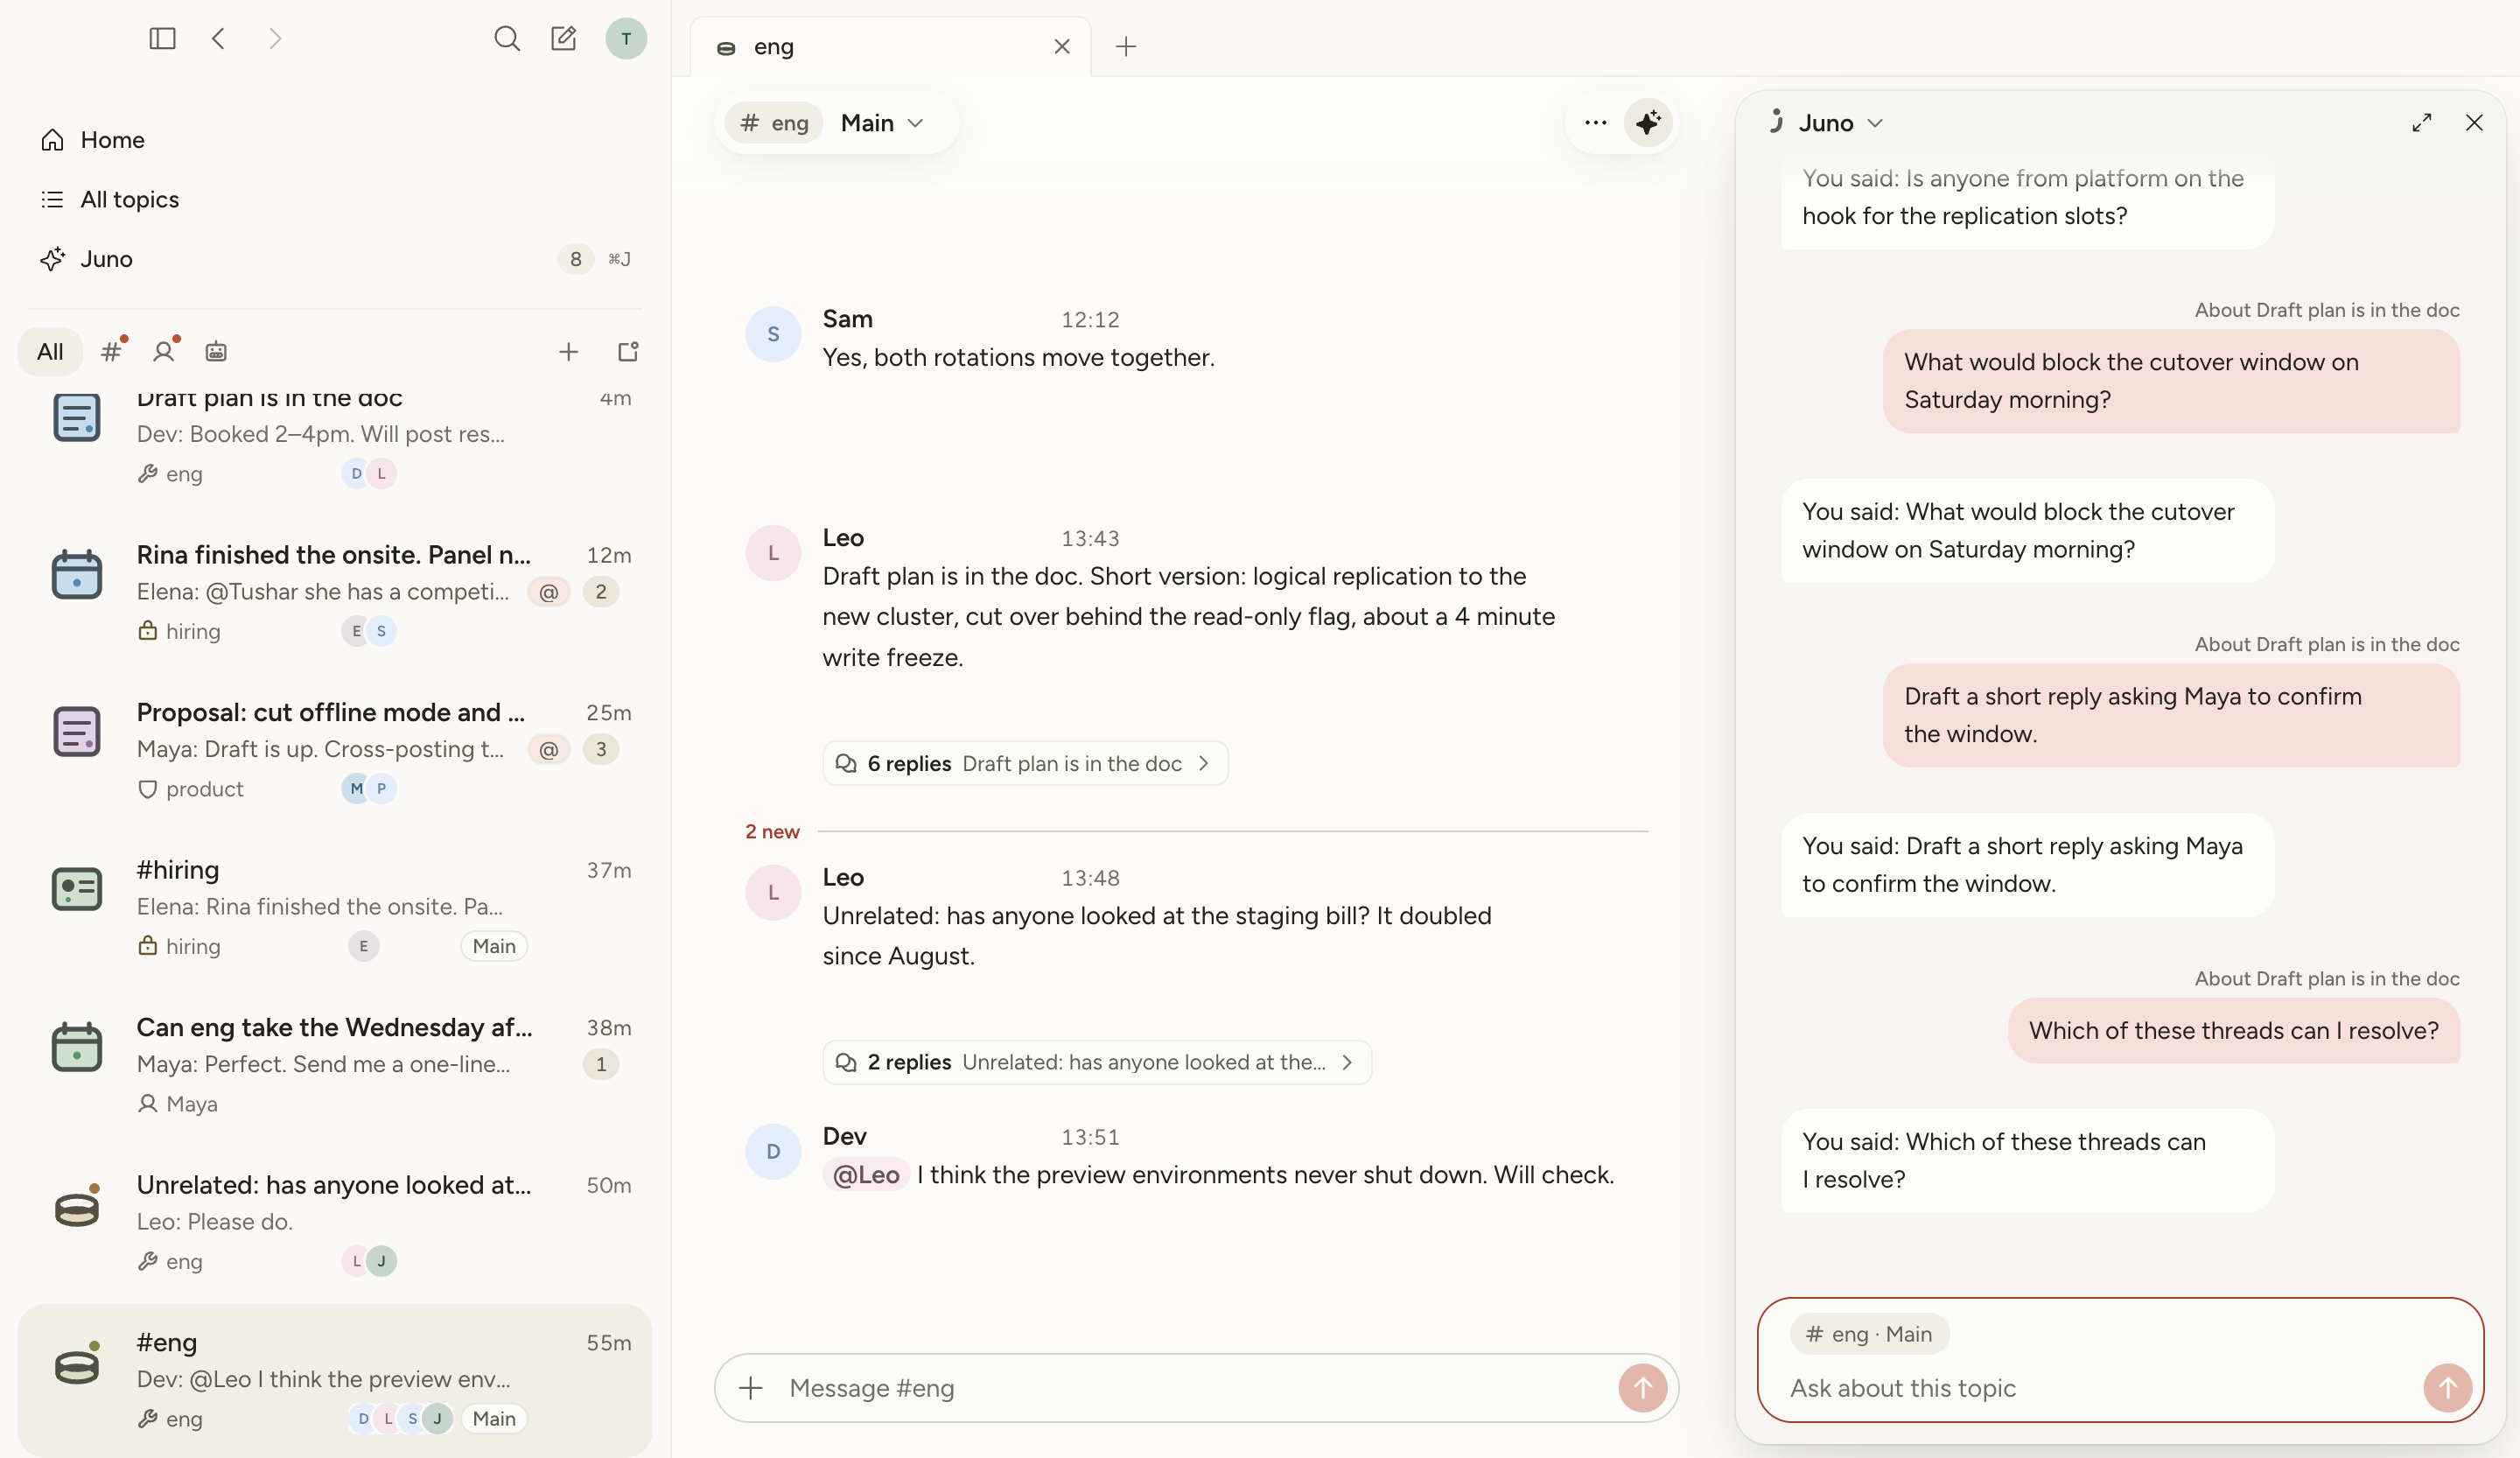 T
Home
All topics
Juno
8
⌘J
All
Draft plan is in the doc
4m
Dev: Booked 2–4pm. Will post res...
eng
D
L
Rina finished the onsite. Panel n...
12m
Elena: @Tushar she has a competi...
@
2
hiring
E
S
Proposal: cut offline mode and ...
25m
Maya: Draft is up. Cross-posting t...
@
3
product
M
P
#hiring
37m
Elena: Rina finished the onsite. Pa...
hiring
E
Main
Can eng take the Wednesday af...
38m
Maya: Perfect. Send me a one-line...
1
Maya
Unrelated: has anyone looked at...
50m
Leo: Please do.
eng
L
J
#eng
55m
Dev: @Leo I think the preview env...
eng
D
L
S
J
Main
eng
# eng
Main
S
Sam
12:12
Yes, both rotations move together.
L
Leo
13:43
Draft plan is in the doc. Short version: logical replication to the
new cluster, cut over behind the read-only flag, about a 4 minute
write freeze.
6 replies Draft plan is in the doc
2 new
L
Leo
13:48
Unrelated: has anyone looked at the staging bill? It doubled
since August.
2 replies Unrelated: has anyone looked at the...
D
Dev
13:51
@Leo I think the preview environments never shut down. Will check.
Message #eng
Juno
You said: Is anyone from platform on the
hook for the replication slots?
About Draft plan is in the doc
What would block the cutover window on
Saturday morning?
You said: What would block the cutover
window on Saturday morning?
About Draft plan is in the doc
Draft a short reply asking Maya to confirm
the window.
You said: Draft a short reply asking Maya
to confirm the window.
About Draft plan is in the doc
Which of these threads can I resolve?
You said: Which of these threads can
I resolve?
# eng · Main
Ask about this topic